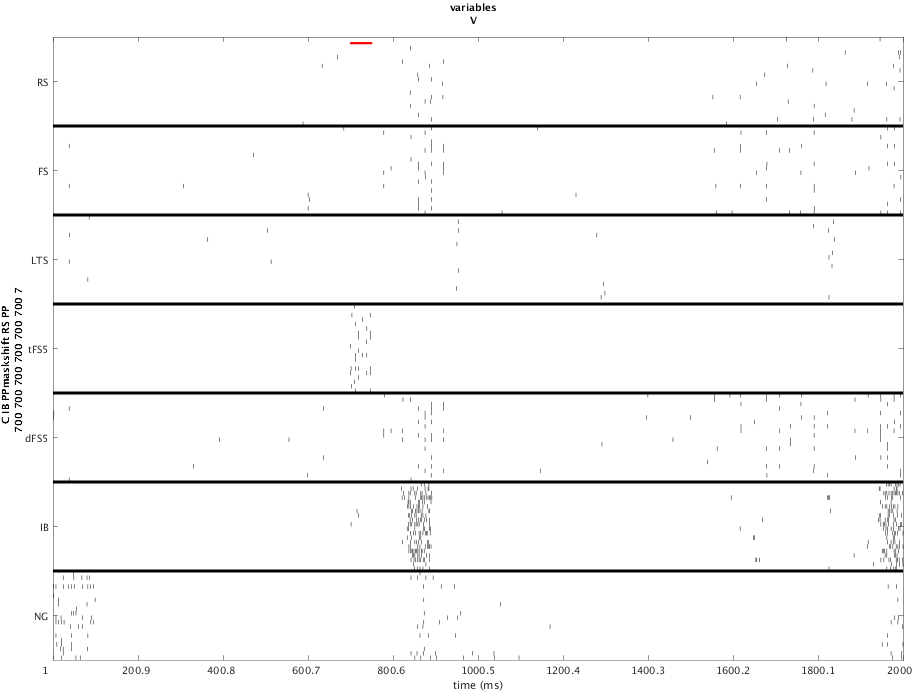 variables
V
C IB PPmaskshift RS PP
700 700 700 700 700 700 7
RS
FS
LTS
tFS5
dFS5
IB
NG
1 200.9 400.8 600.7 800.6 1000.5 1200.4 1400.3 1600.2 1800.1 2000
time (ms)